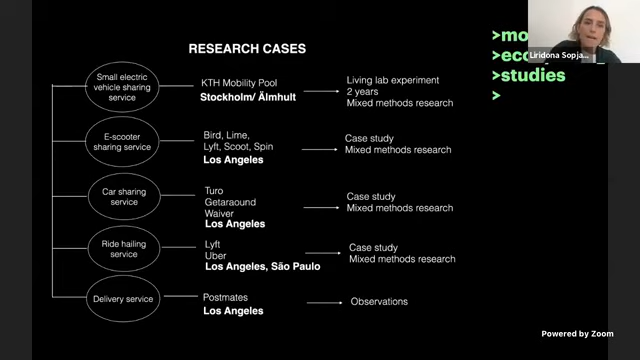 RESEARCH CASES
Small electric
vehicle sharing
service
KTH Mobility Pool
Stockholm/ Älmhult
Living lab experiment
2 years
Mixed methods research
E-scooter
sharing service
Bird, Lime,
Lyft, Scoot, Spin
Los Angeles
Case study
Mixed methods research
Car sharing
service
Turo
Getaround
Waiver
Los Angeles
Case study
Mixed methods research
Ride hailing
service
Lyft
Uber
Los Angeles, São Paulo
Case study
Mixed methods research
Delivery service
Postmates
Los Angeles
Observations
>mo
>eco
>studies
>
Liridona Sopja...
Powered by Zoom